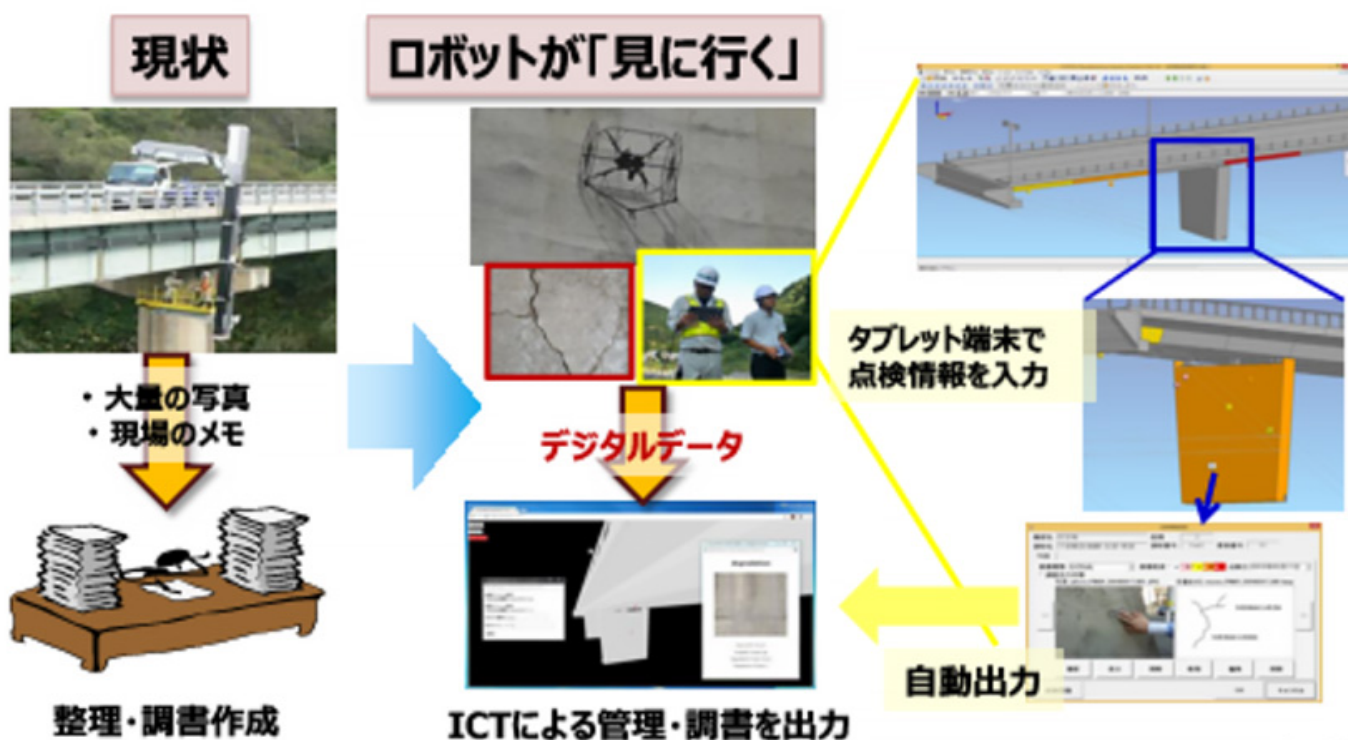 現状
ロボットが「見に行く」
・大量の写真
・現場のメモ
整理・調書作成
デジタルデータ
ICTによる管理・調書を出力
タブレット端末で
点検情報を入力
自動出力